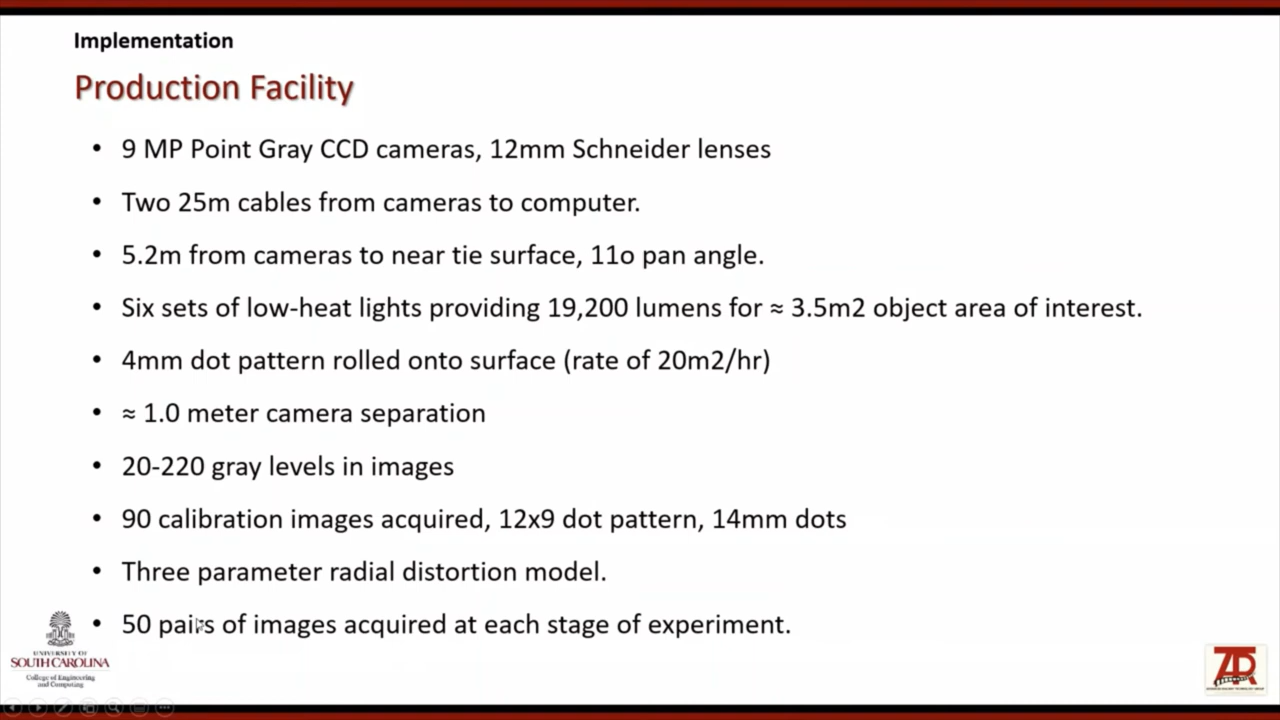 Implementation
Production Facility
• 9 MP Point Gray CCD cameras, 12mm Schneider lenses
• Two 25m cables from cameras to computer.
• 5.2m from cameras to near tie surface, 11o pan angle.
• Six sets of low-heat lights providing 19,200 lumens for ≈ 3.5m2 object area of interest.
• 4mm dot pattern rolled onto surface (rate of 20m2/hr)
• ≈ 1.0 meter camera separation
• 20-220 gray levels in images
• 90 calibration images acquired, 12x9 dot pattern, 14mm dots
• Three parameter radial distortion model.
• 50 pairs of images acquired at each stage of experiment.
UNIVERSITY OF
SOUTH CAROLINA
College of Engineering
and Computing